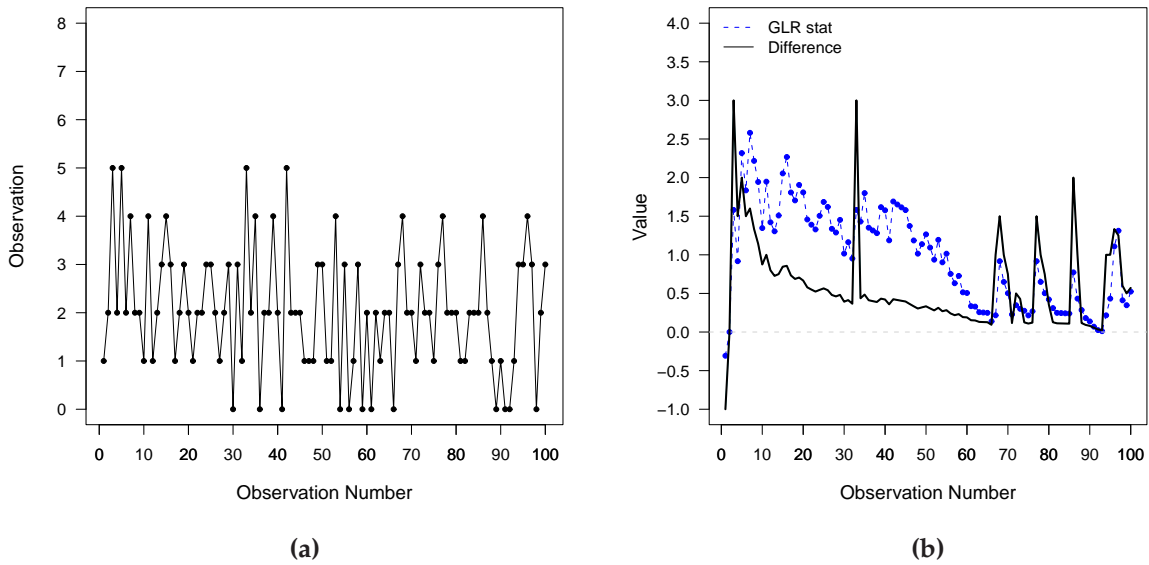 8
7
6
5
4
3
2
1
0
Observation
0 10 20 30 40 50 60 70 80 90 100
Observation Number
(a)
4.0
3.5
3.0
2.5
2.0
1.5
1.0
0.5
0.0
−0.5
−1.0
Value
GLR stat
Difference
0 10 20 30 40 50 60 70 80 90 100
Observation Number
(b)